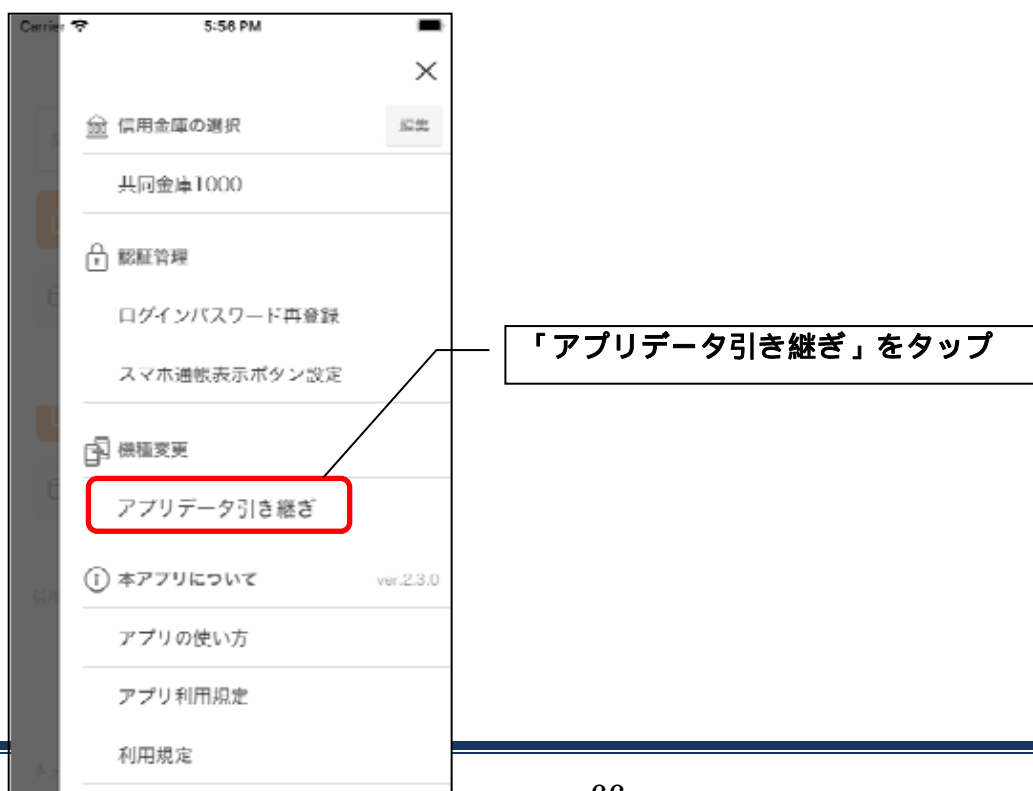 Carrier 5:56 PM
信用金庫の選択 編集
共同金庫1000
認証管理
ログインパスワード再登録
スマホ通帳表示ボタン設定
機種変更
アプリデータ引き継ぎ
「アプリデータ引き継ぎ」をタップ
本アプリについて ver.2.3.0
アプリの使い方
アプリ利用規定
利用規定